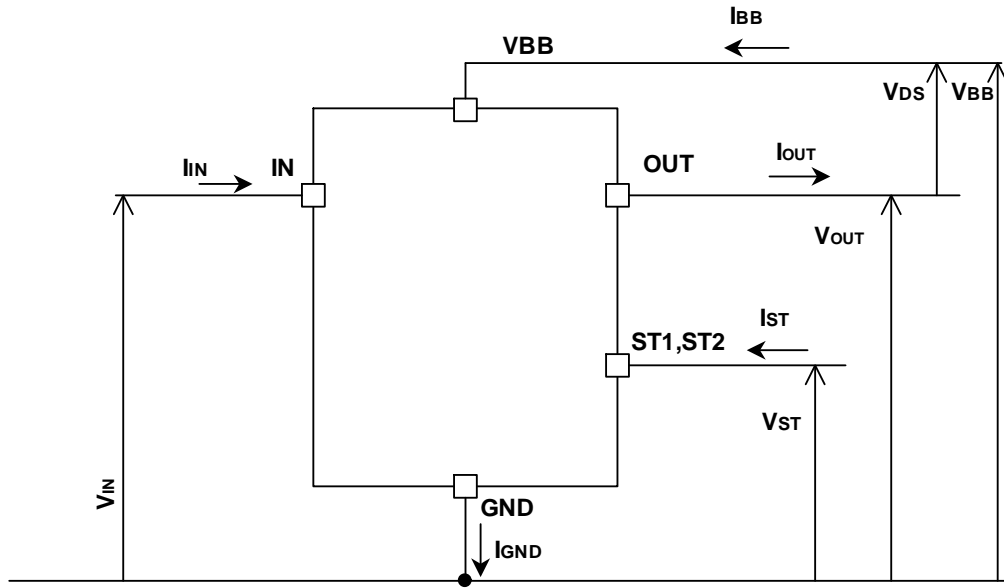 IBB
VBB
VDS VBB
IIN IN OUT IOUT
VOUT
IST
ST1,ST2
VST
VIN
GND
IGND